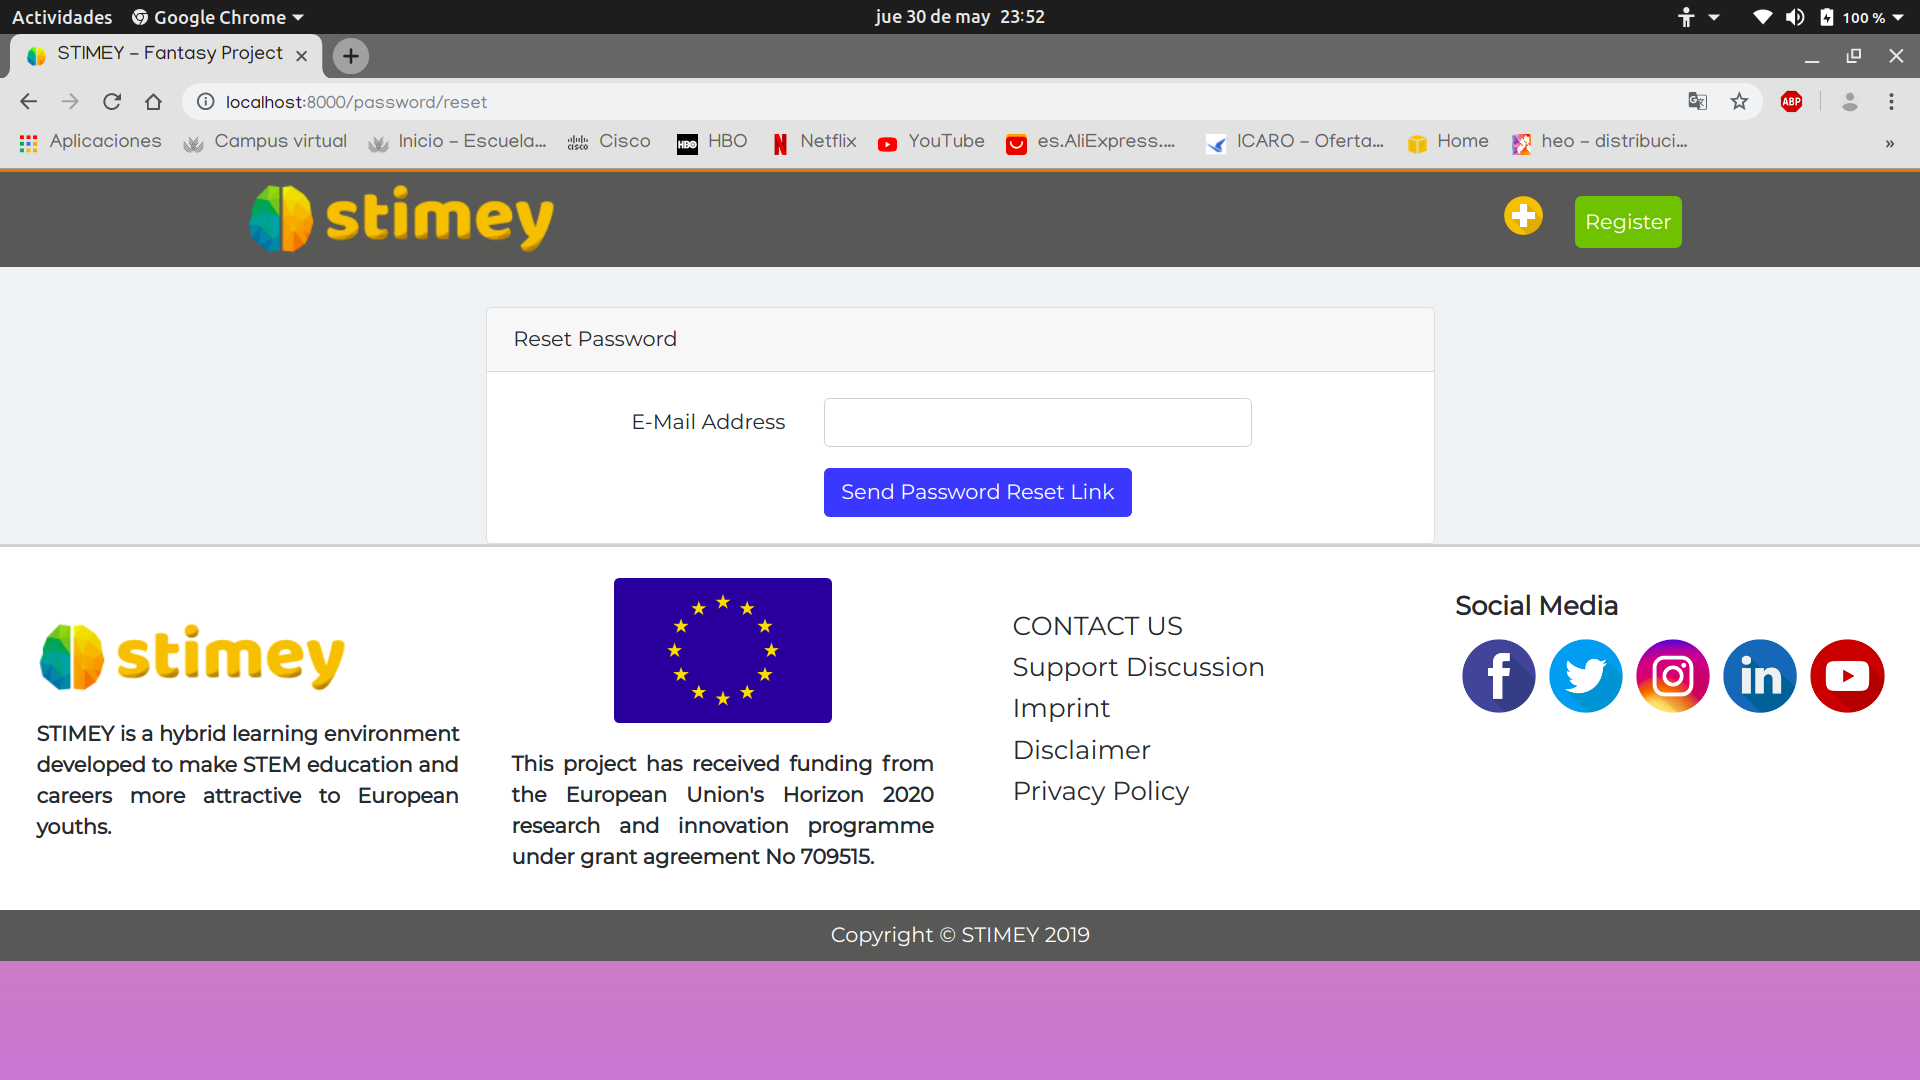 Actividades Google Chrome jue 30 de may 23:52 100 %
STIMEY – Fantasy Project
localhost:8000/password/reset ABP
Aplicaciones Campus virtual Inicio – Escuela... cisco Cisco HBO HBO Netflix YouTube es.AliExpress.... ICARO – Oferta... Home heo – distribuci... »
stimey Register
Reset Password
E-Mail Address
Send Password Reset Link
stimey
STIMEY is a hybrid learning environment
developed to make STEM education and
careers more attractive to European
youths.
This project has received funding from
the European Union's Horizon 2020
research and innovation programme
under grant agreement No 709515.
CONTACT US
Support Discussion
Imprint
Disclaimer
Privacy Policy
Social Media
f in
Copyright © STIMEY 2019